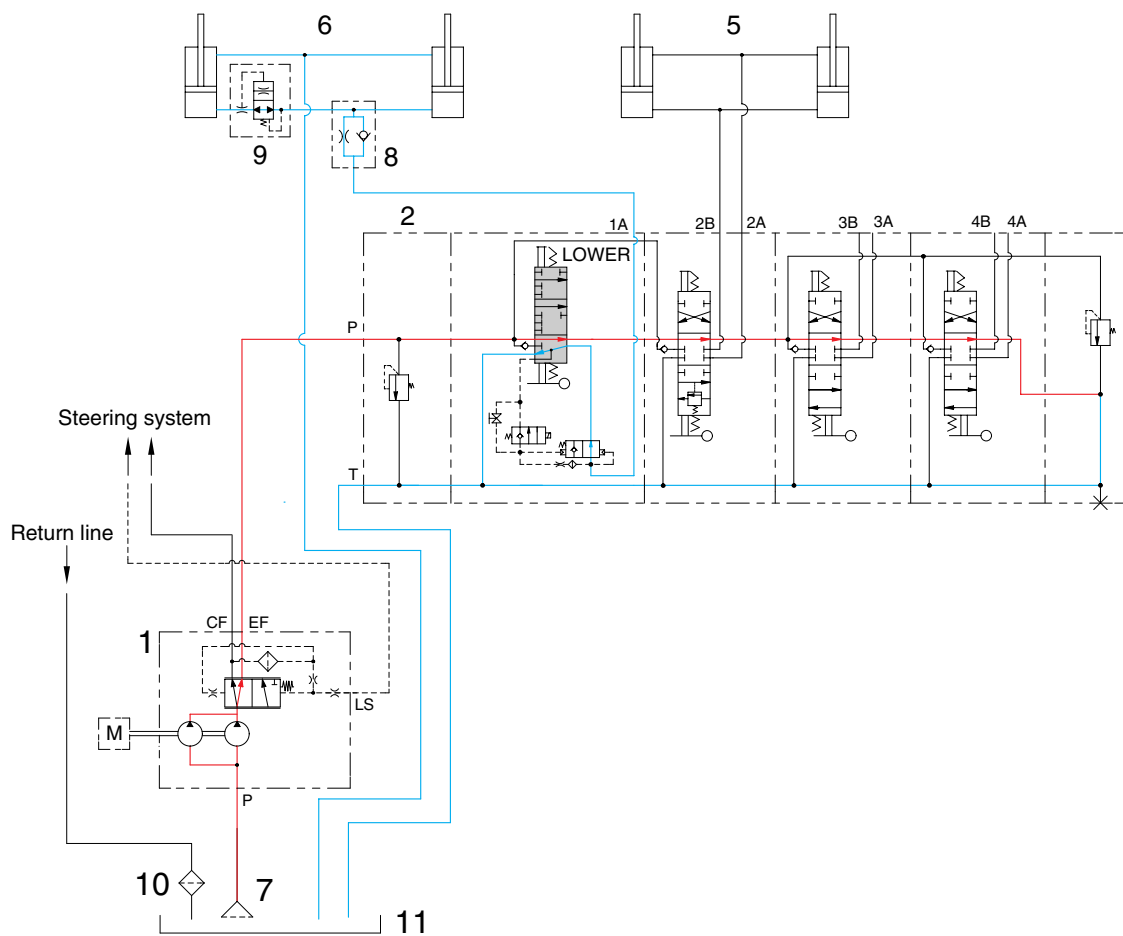 6
5
9
8
2
1A
2B
2A
3B
3A
4B
4A
LOWER
P
Steering system
T
Return line
CF
EF
1
LS
M
P
10
7
11